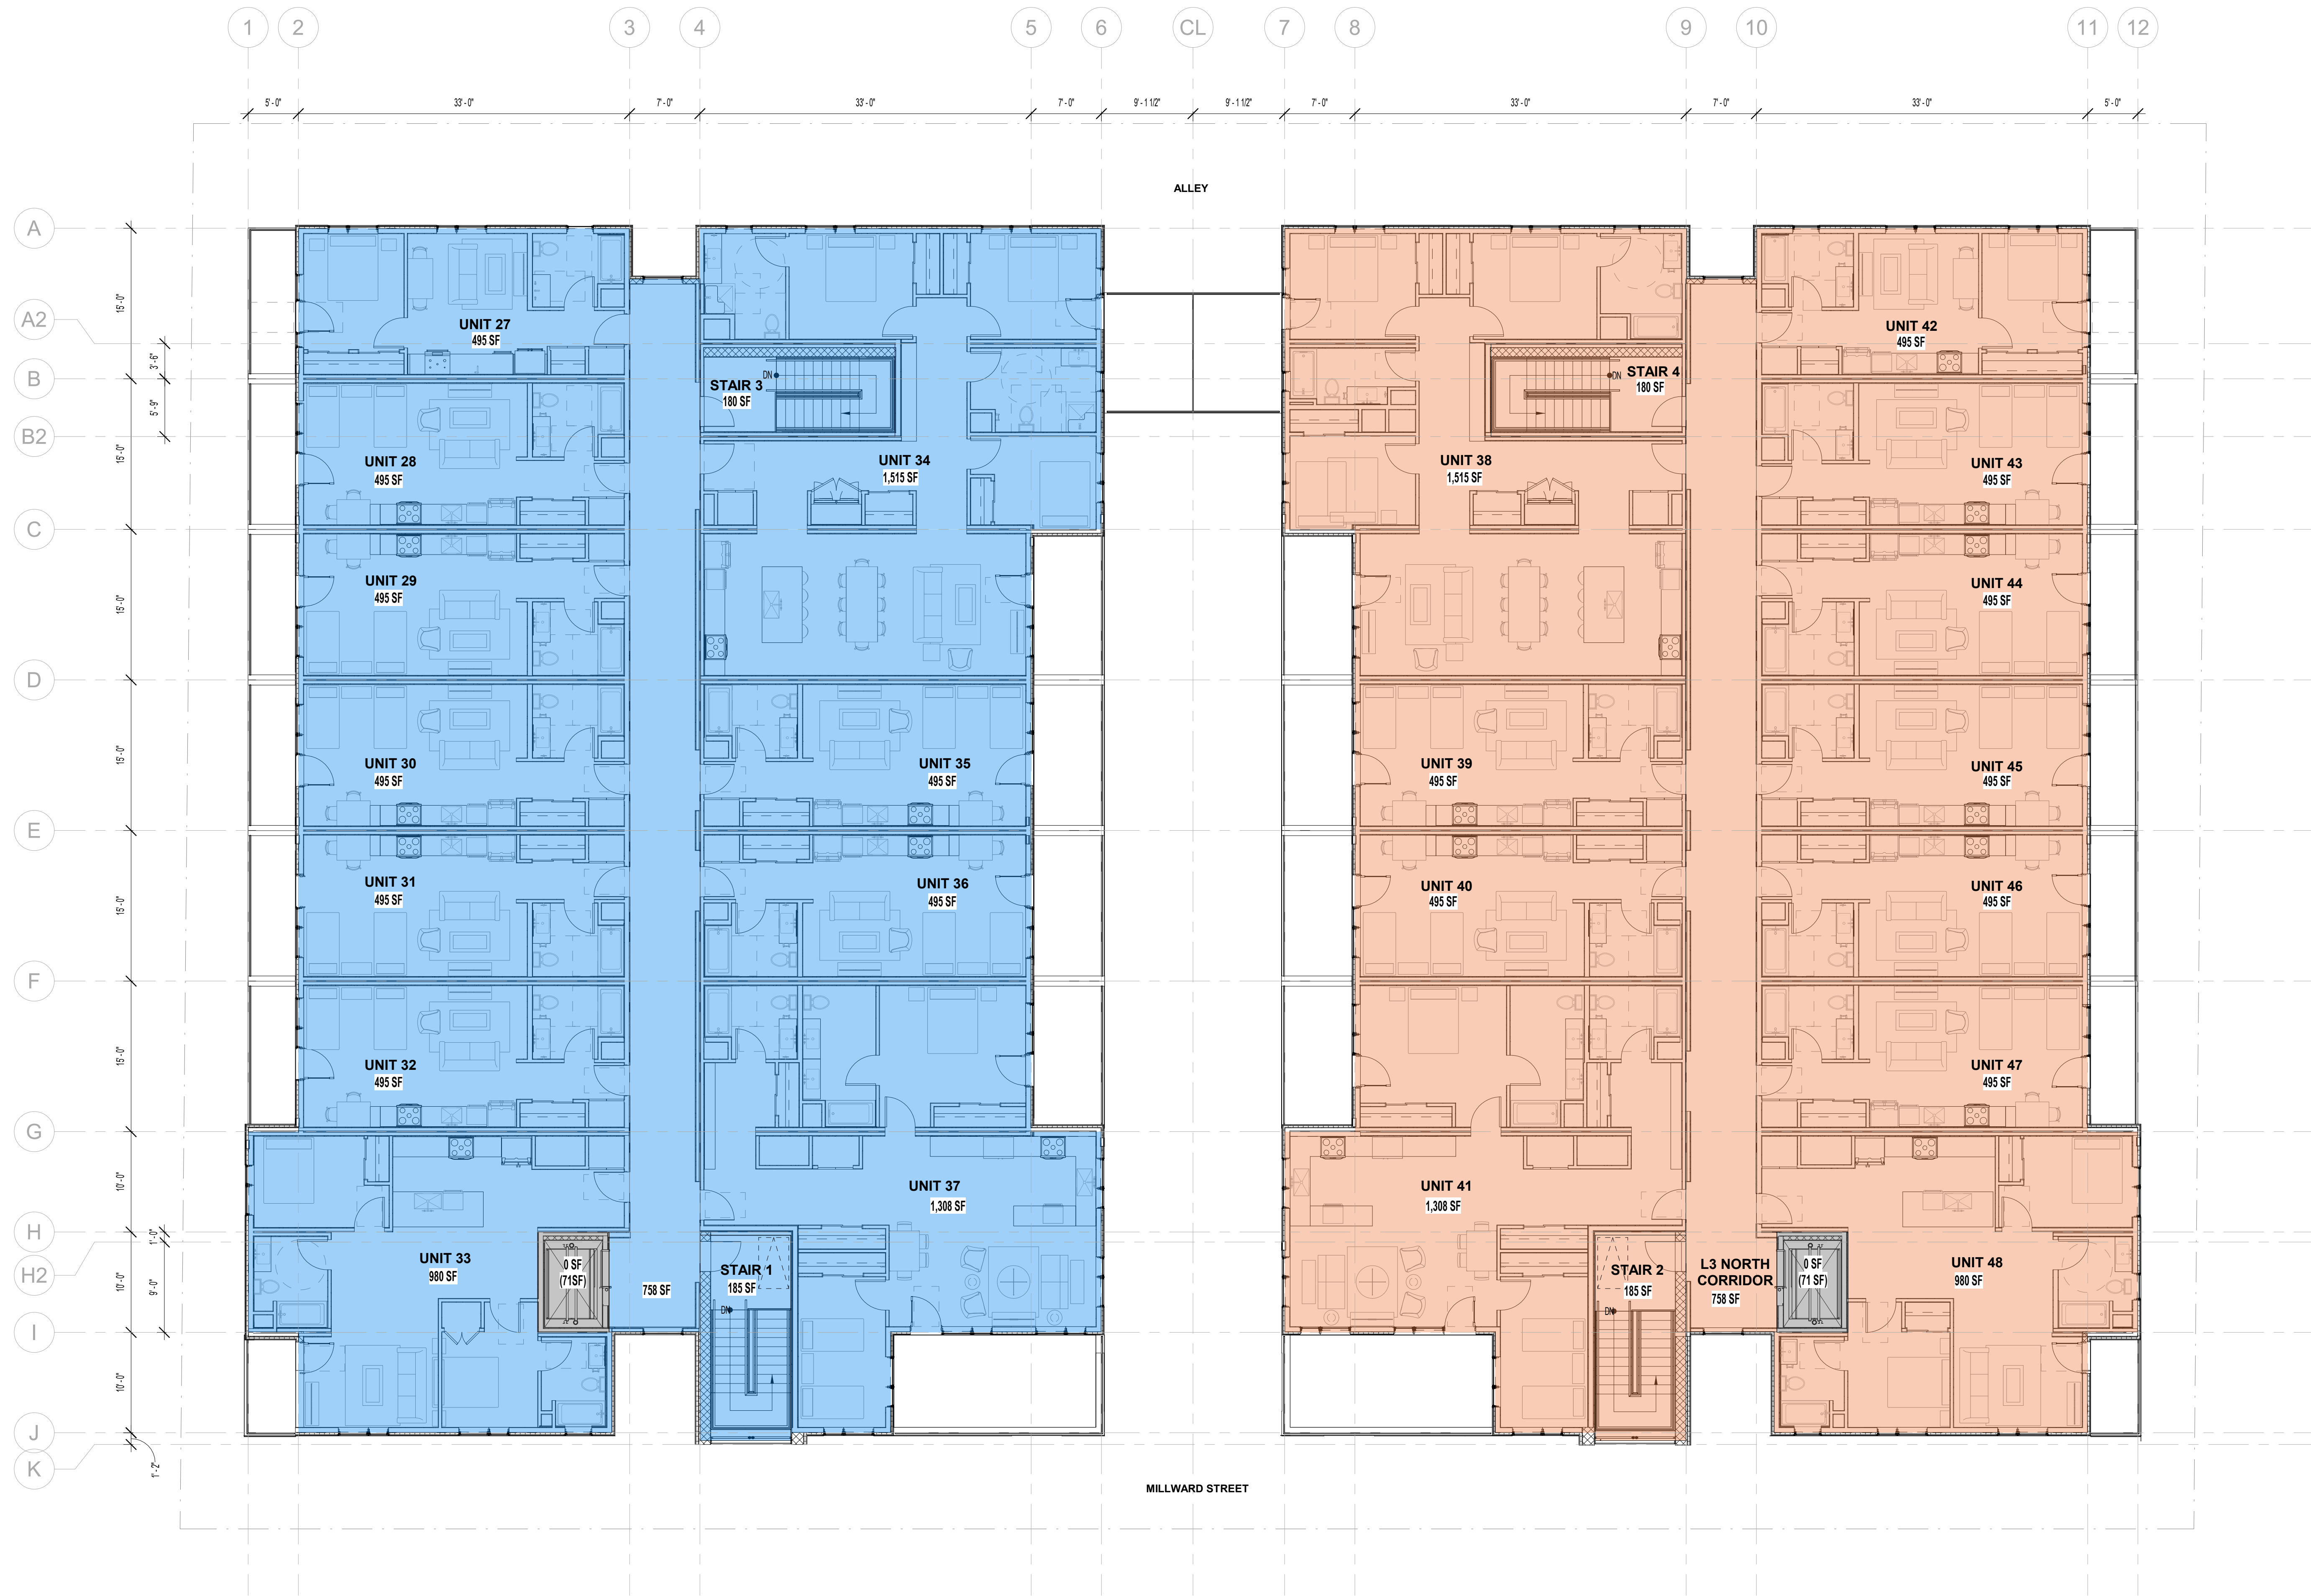 1 2 3 4 5 6 CL 7 8 9 10 11 12
5' - 0" 33' - 0" 7' - 0" 33' - 0" 7' - 0" 9' - 1 1/2" 9' - 1 1/2" 7' - 0" 33' - 0" 7' - 0" 33' - 0" 5' - 0"
ALLEY
A
A2
B
B2
C
D
E
F
G
H
H2
I
J
K
15' - 0"
3' - 6"
5' - 9"
15' - 0"
15' - 0"
15' - 0"
15' - 0"
15' - 0"
10' - 0"
1' - 0"
10' - 0"
9' - 0"
10' - 0"
1' - 2"
UNIT 27
495 SF
UNIT 28
495 SF
UNIT 29
495 SF
UNIT 30
495 SF
UNIT 31
495 SF
UNIT 32
495 SF
UNIT 33
980 SF
0 SF
(71SF)
758 SF
STAIR 3
180 SF
DN
UNIT 34
1,515 SF
UNIT 35
495 SF
UNIT 36
495 SF
UNIT 37
1,308 SF
STAIR 1
185 SF
DN
UNIT 38
1,515 SF
STAIR 4
180 SF
DN
UNIT 39
495 SF
UNIT 40
495 SF
UNIT 41
1,308 SF
STAIR 2
185 SF
DN
L3 NORTH
CORRIDOR
758 SF
0 SF
(71 SF)
UNIT 42
495 SF
UNIT 43
495 SF
UNIT 44
495 SF
UNIT 45
495 SF
UNIT 46
495 SF
UNIT 47
495 SF
UNIT 48
980 SF
MILLWARD STREET